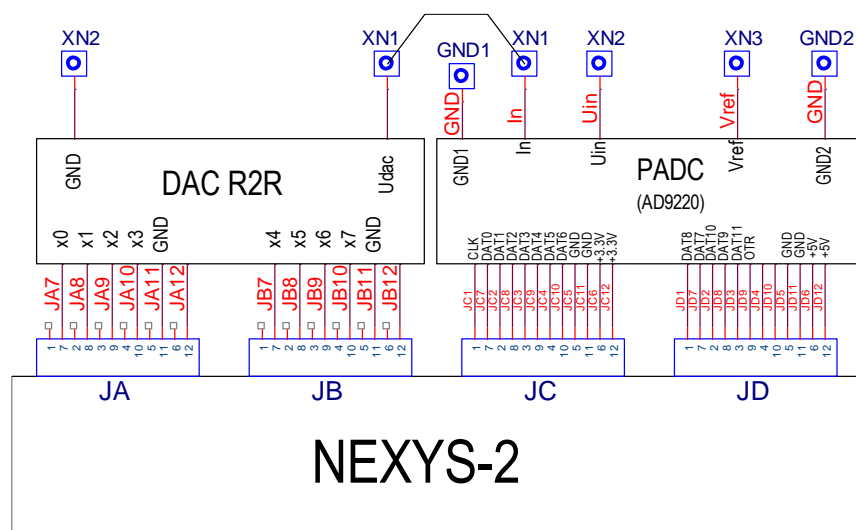 XN2 XN1 XN1 XN2 XN3 GND2
GND1
GND In Uin Vref GND
GND Udac GND1 In Uin Vref GND2
DAC R2R
PADC
(AD9220)
x0 x1 x2 x3 GND x4 x5 x6 x7 GND
CLK DAT0 DAT1 DAT2 DAT3 DAT4 DAT5 DAT6 GND GND +3.3V +3.3V
DAT8 DAT7 DAT10 DAT9 DAT11 OTR GND GND +5V +5V
JA7 JA8 JA9 JA10 JA11 JA12
JB7 JB8 JB9 JB10 JB11 JB12
JC1 JC7 JC2 JC8 JC3 JC9 JC4 JC10 JC5 JC11 JC6 JC12
JD1 JD7 JD2 JD8 JD3 JD9 JD4 JD10 JD5 JD11 JD6 JD12
1 7 2 8 3 9 4 10 5 11 6 12
1 7 2 8 3 9 4 10 5 11 6 12
1 7 2 8 3 9 4 10 5 11 6 12
1 7 2 8 3 9 4 10 5 11 6 12
JA JB JC JD
NEXYS-2